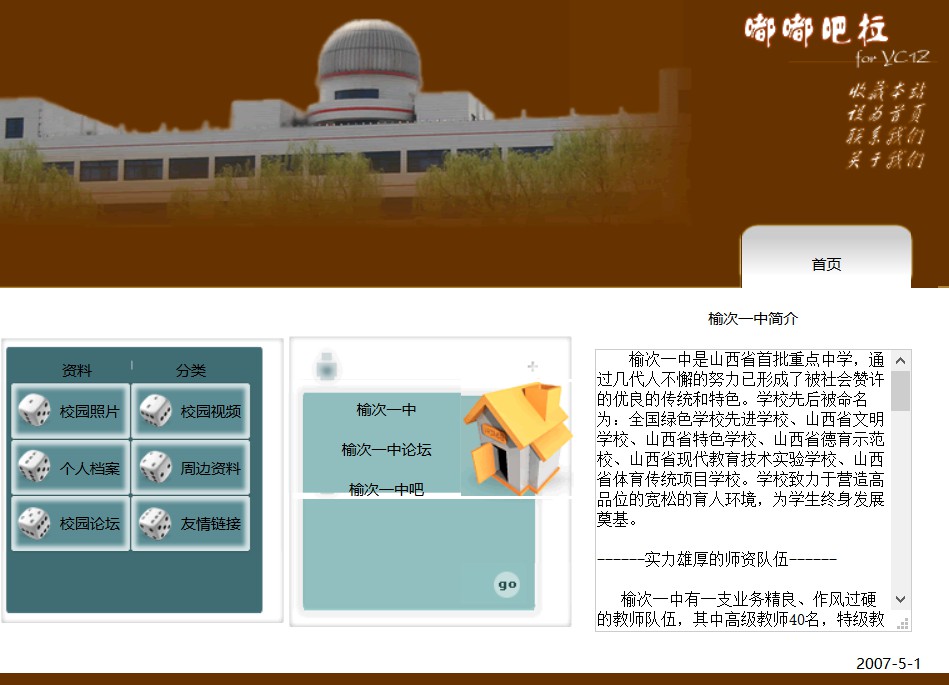 嘟嘟吧拉
for YC1Z
收藏本站
设为首页
联系我们
关于我们
首页
资料
分类
校园照片
校园视频
个人档案
周边资料
校园论坛
友情链接
榆次一中
榆次一中论坛
榆次一中吧
go
榆次一中简介
榆次一中是山西省首批重点中学，通
过几代人不懈的努力已形成了被社会赞许
的优良的传统和特色。学校先后被命名
为：全国绿色学校先进学校、山西省文明
学校、山西省特色学校、山西省德育示范
校、山西省现代教育技术实验学校、山西
省体育传统项目学校。学校致力于营造高
品位的宽松的育人环境，为学生终身发展
奠基。
------实力雄厚的师资队伍------
榆次一中有一支业务精良、作风过硬
的教师队伍，其中高级教师40名，特级教
2007-5-1